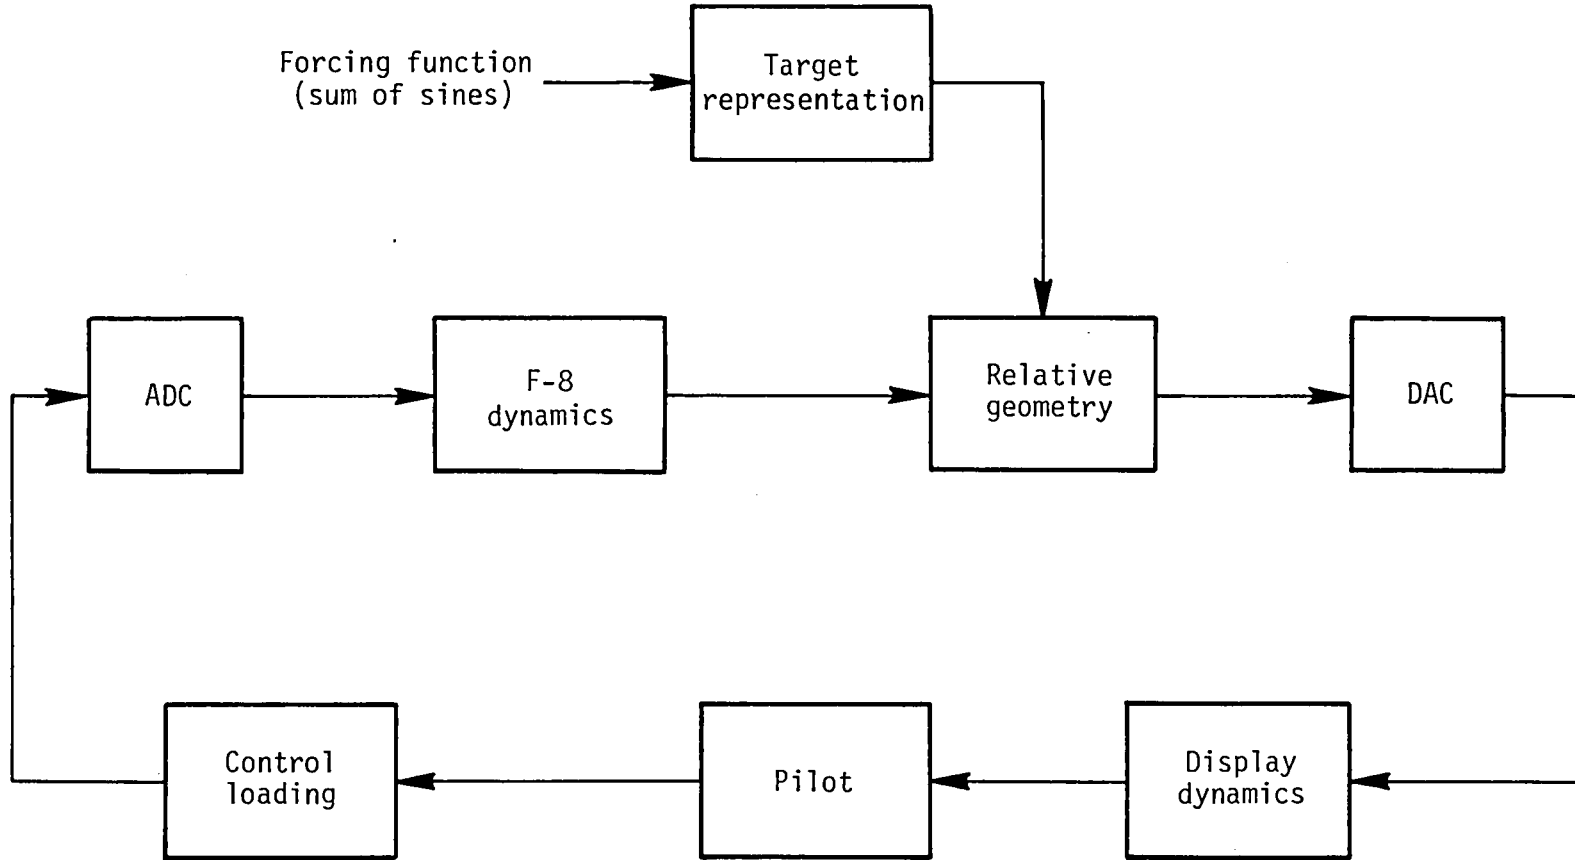 Forcing function
(sum of sines)
Target
representation
ADC
F-8
dynamics
Relative
geometry
DAC
Control
loading
Pilot
Display
dynamics